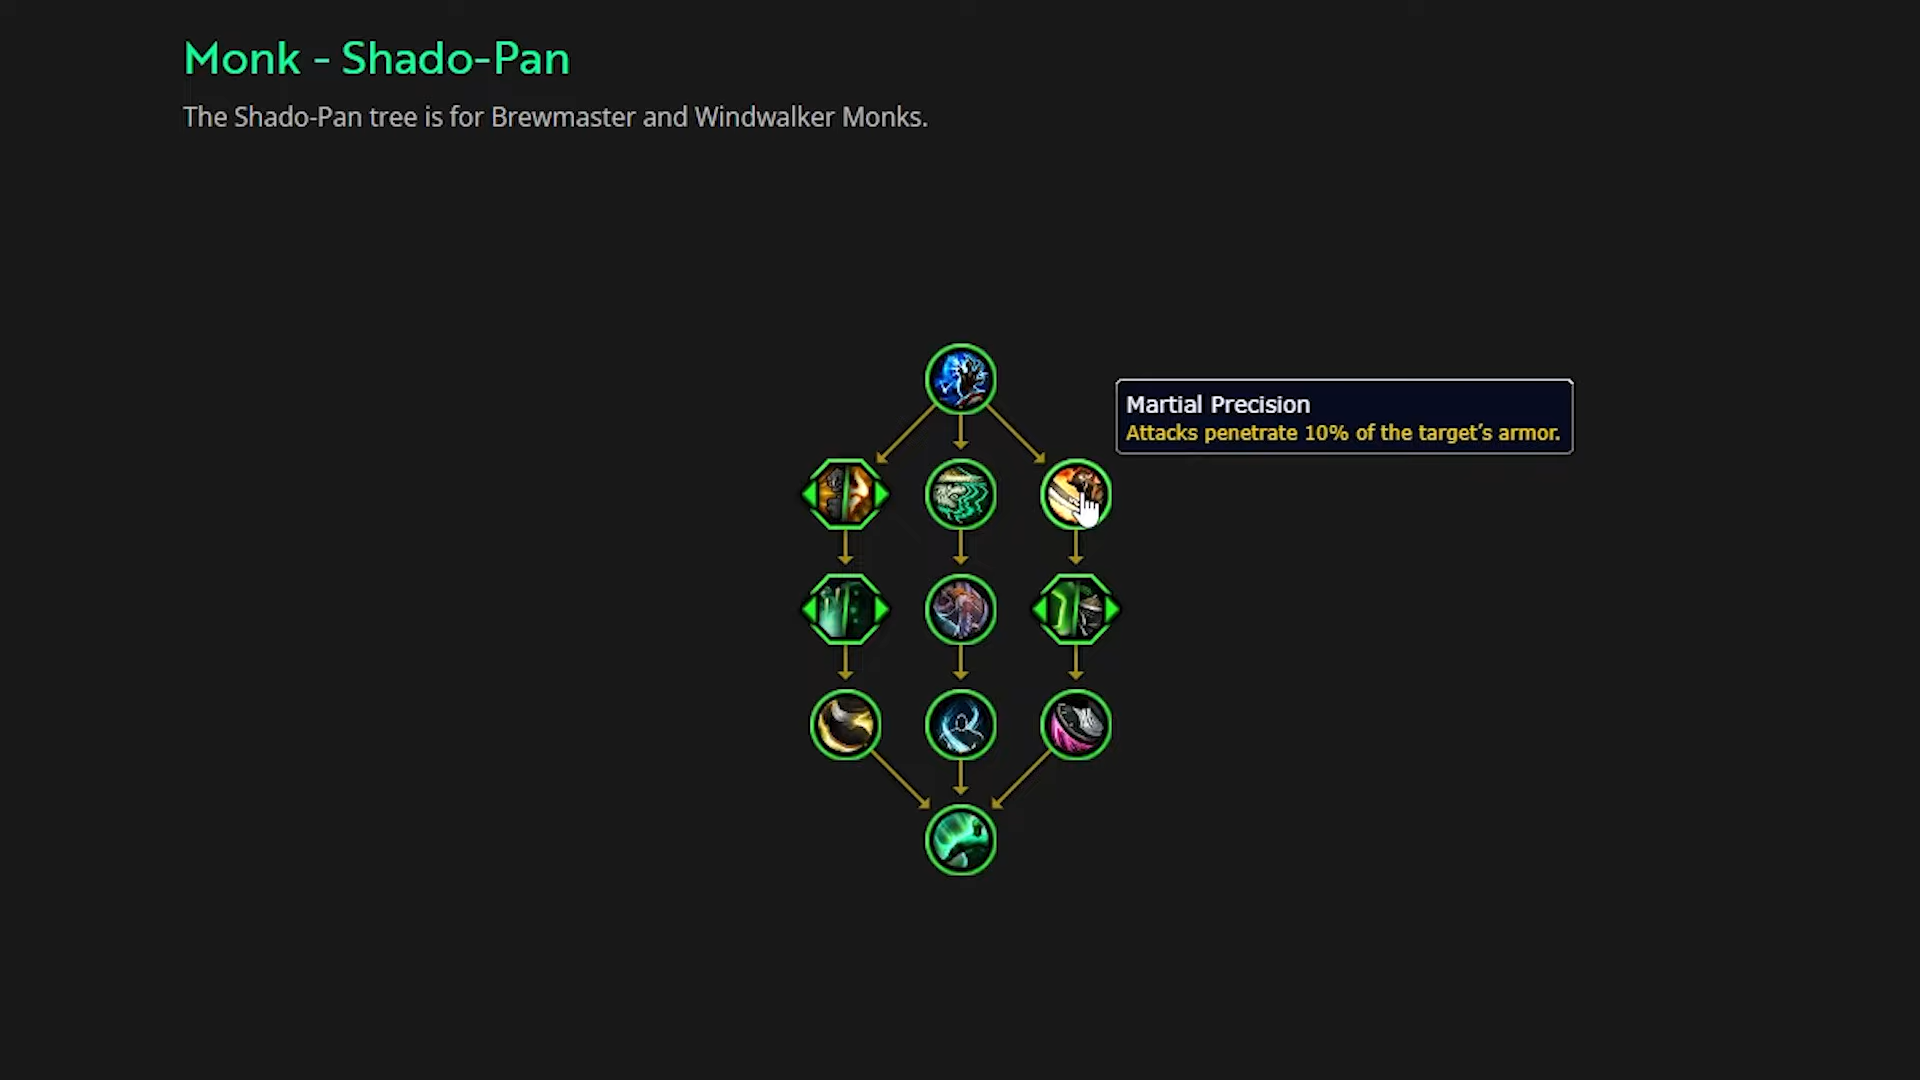 Monk - Shado-Pan
The Shado-Pan tree is for Brewmaster and Windwalker Monks.
Martial Precision
Attacks penetrate 10% of the target's armor.